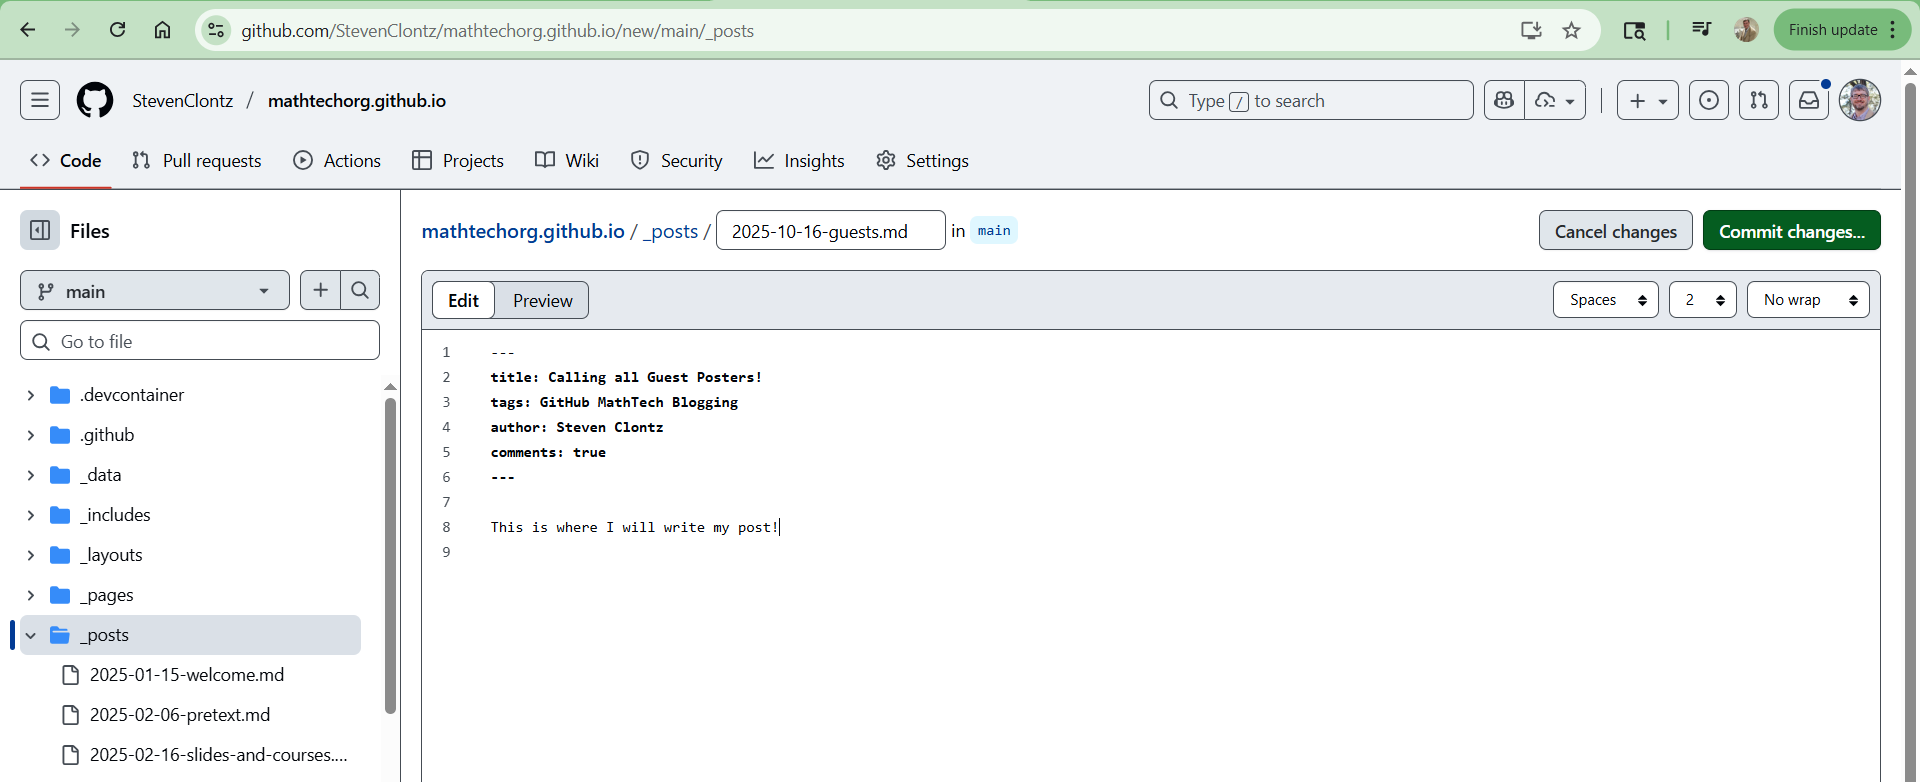 github.com/StevenClontz/mathtechorg.github.io/new/main/_posts
Finish update
StevenClontz / mathtechorg.github.io
Type / to search
Code
Pull requests
Actions
Projects
Wiki
Security
Insights
Settings
Files
mathtechorg.github.io / _posts / 2025-10-16-guests.md in main
Cancel changes
Commit changes...
main
Go to file
.devcontainer
.github
_data
_includes
_layouts
_pages
_posts
2025-01-15-welcome.md
2025-02-06-pretext.md
2025-02-16-slides-and-courses....
Edit
Preview
Spaces
2
No wrap
1 ---
2 title: Calling all Guest Posters!
3 tags: GitHub MathTech Blogging
4 author: Steven Clontz
5 comments: true
6 ---
7
8 This is where I will write my post!
9